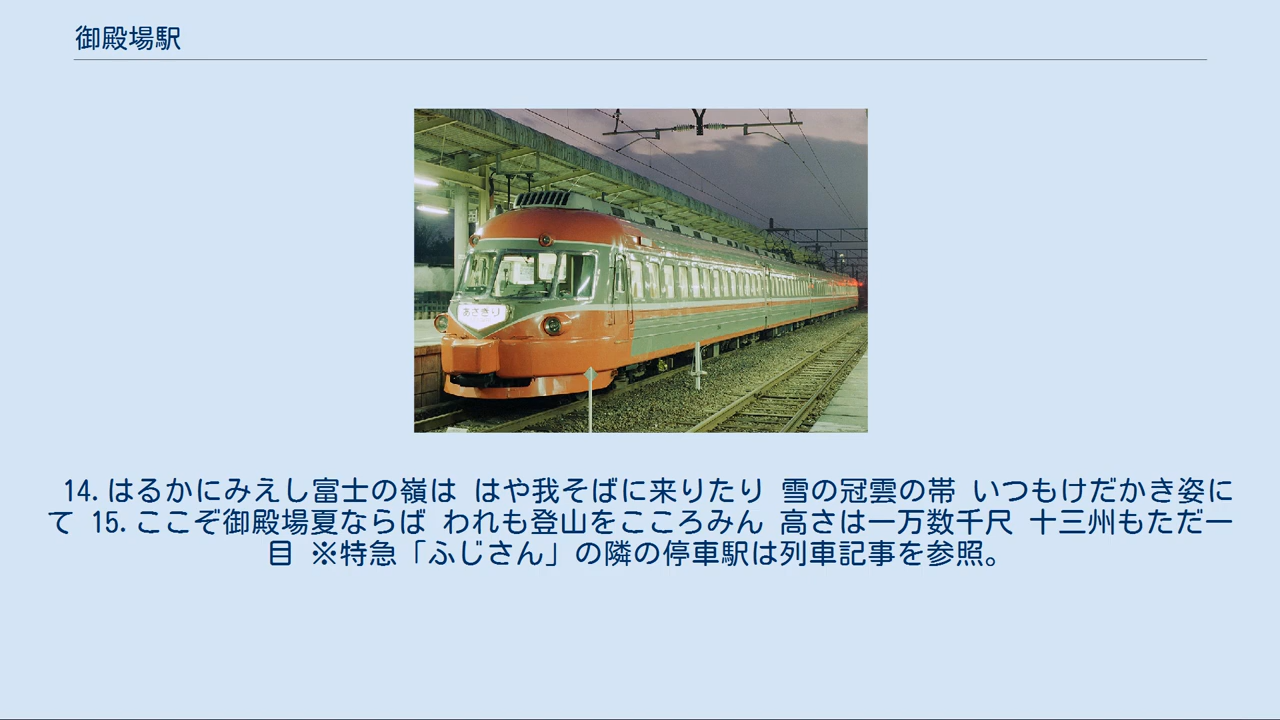 御殿場駅
あさぎり
14. はるかにみえし富士の嶺は はや我そばに来りたり 雪の冠雲の帯 いつもけだかき姿に
て 15. ここぞ御殿場夏ならば われも登山をこころみん 高さは一万数千尺 十三州もただ一
目 ※特急「ふじさん」の隣の停車駅は列車記事を参照。